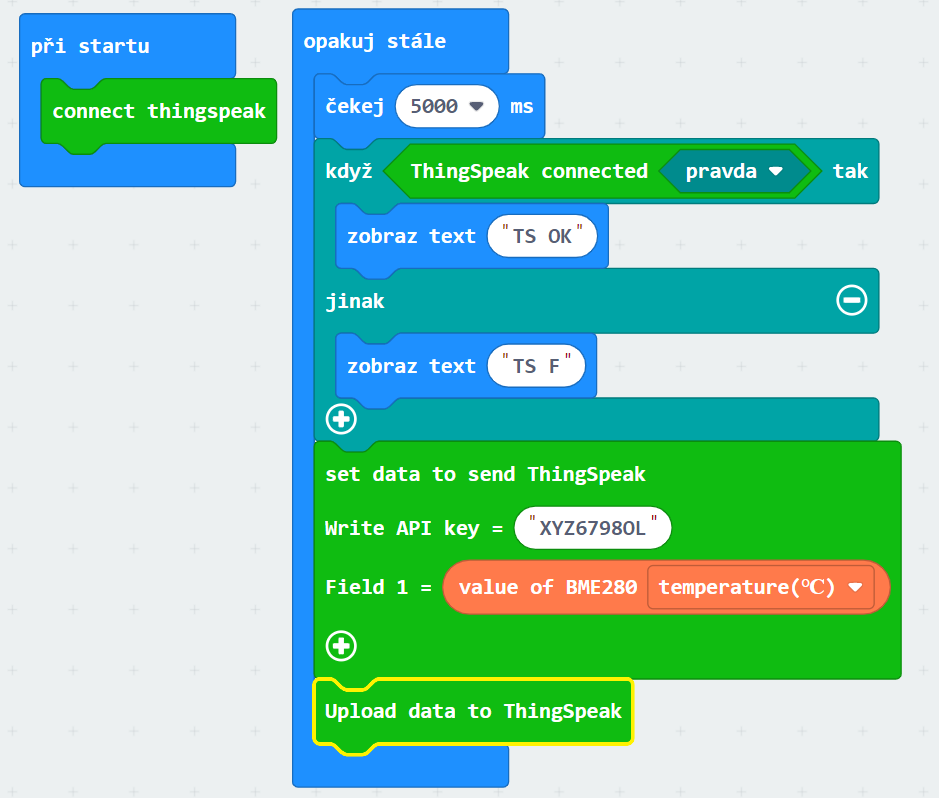 při startu
connect thingspeak
opakuj stále
čekej 5000 ms
když ThingSpeak connected pravda tak
zobraz text "TS OK"
jinak
zobraz text "TS F"
set data to send ThingSpeak
Write API key = "XYZ6798OL"
Field 1 = value of BME280 temperature(℃)
Upload data to ThingSpeak